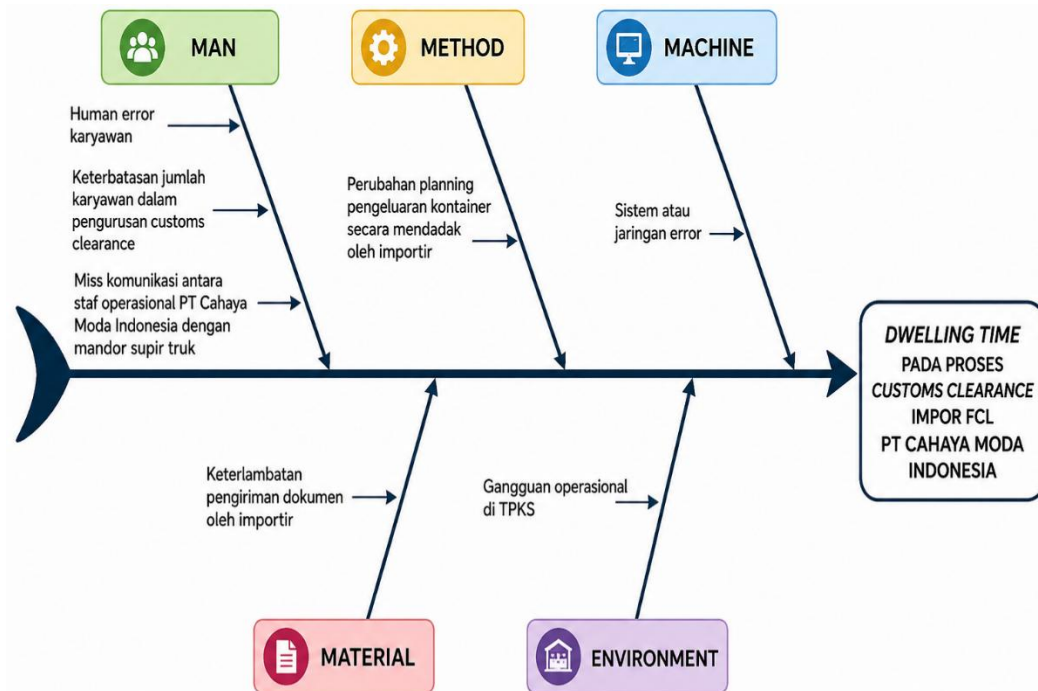 MAN
METHOD
MACHINE
Human error
karyawan
Keterbatasan jumlah
karyawan dalam
pengurusan customs
clearance
Miss komunikasi antara
staf operasional PT Cahaya
Moda Indonesia dengan
mandor supir truk
Perubahan planning
pengeluaran kontainer
secara mendadak
oleh importir
Sistem atau
jaringan error
DWELLING TIME
PADA PROSES
CUSTOMS CLEARANCE
IMPOR FCL
PT CAHAYA MODA
INDONESIA
Keterlambatan
pengiriman dokumen
oleh importir
Gangguan operasional
di TPKS
MATERIAL
ENVIRONMENT